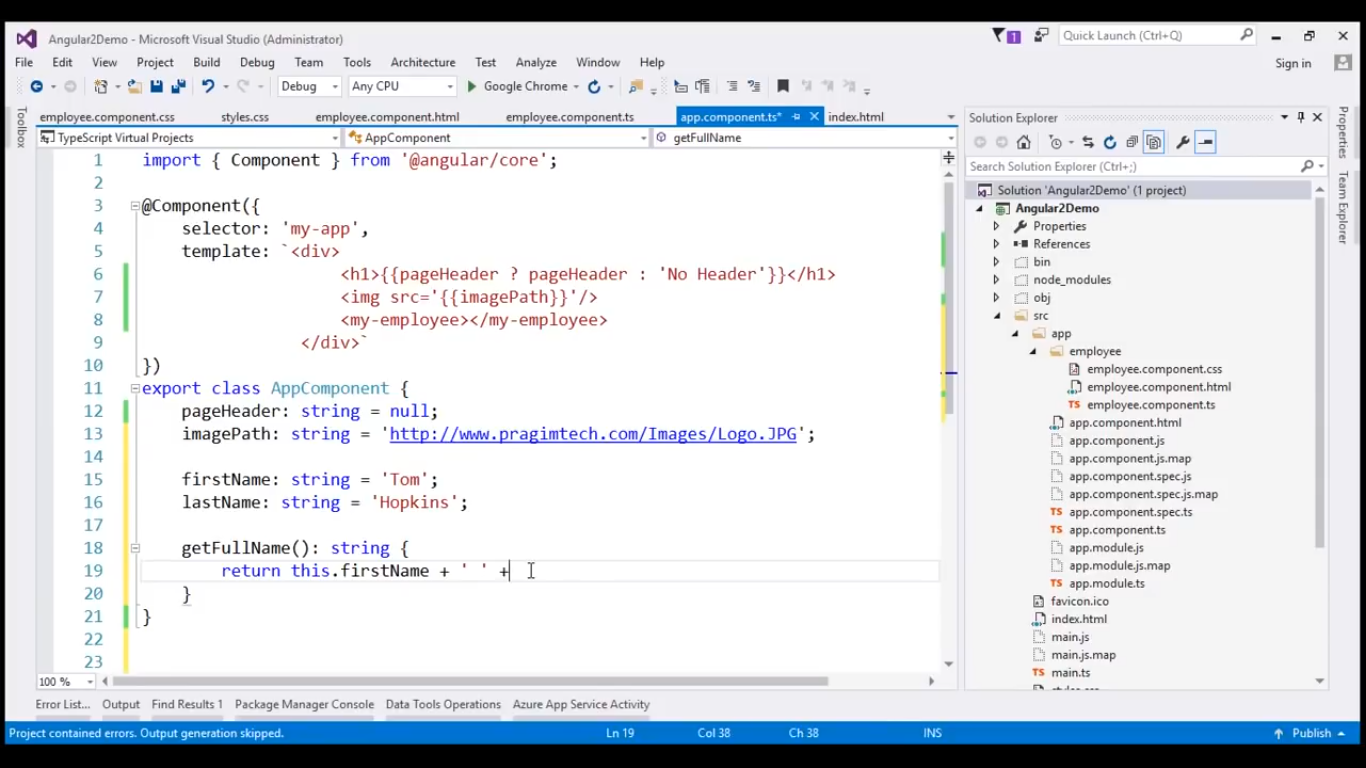 Angular2Demo - Microsoft Visual Studio (Administrator)
1
Quick Launch (Ctrl+Q)
File Edit View Project Build Debug Team Tools Architecture Test Analyze Window Help
Sign in
Debug Any CPU Google Chrome
Toolbox
employee.component.css styles.css employee.component.html employee.component.ts app.component.ts* index.html
TypeScript Virtual Projects AppComponent getFullName
1 import { Component } from '@angular/core';
2
3 @Component({
4 selector: 'my-app',
5 template: `<div>
6 <h1>{{pageHeader ? pageHeader : 'No Header'}}</h1>
7 <img src='{{imagePath}}'/>
8 <my-employee></my-employee>
9 </div>`
10 })
11 export class AppComponent {
12 pageHeader: string = null;
13 imagePath: string = 'http://www.pragimtech.com/Images/Logo.JPG';
14
15 firstName: string = 'Tom';
16 lastName: string = 'Hopkins';
17
18 getFullName(): string {
19 return this.firstName + ' ' +
20 }
21 }
22
23
100 %
Solution Explorer
Search Solution Explorer (Ctrl+;)
Solution 'Angular2Demo' (1 project)
Angular2Demo
Properties
References
bin
node_modules
obj
src
app
employee
employee.component.css
employee.component.html
employee.component.ts
app.component.html
app.component.js
app.component.js.map
app.component.spec.js
app.component.spec.js.map
app.component.spec.ts
app.component.ts
app.module.js
app.module.js.map
app.module.ts
favicon.ico
index.html
main.js
main.js.map
main.ts
Properties
Team Explorer
Error List... Output Find Results 1 Package Manager Console Data Tools Operations Azure App Service Activity
Project contained errors. Output generation skipped. Ln 19 Col 38 Ch 38 INS Publish